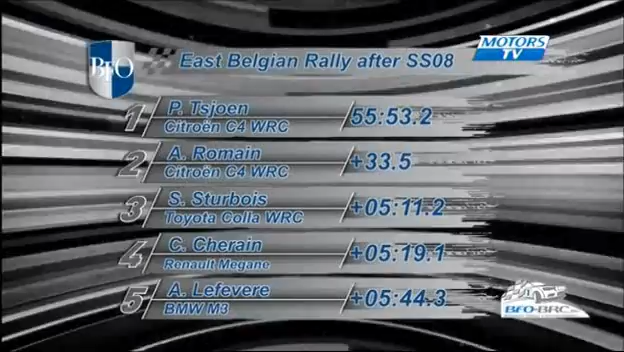 BFO
East Belgian Rally after SS08
MOTORS
TV
1
P. Tsjoen
Citroën C4 WRC
55:53.2
2
A. Romain
Citroën C4 WRC
+33.5
3
S. Sturbois
Toyota Colla WRC
+05:11.2
4
C. Cherain
Renault Megane
+05:19.1
5
A. Lefevere
BMW M3
+05:44.3
BFO-BRC